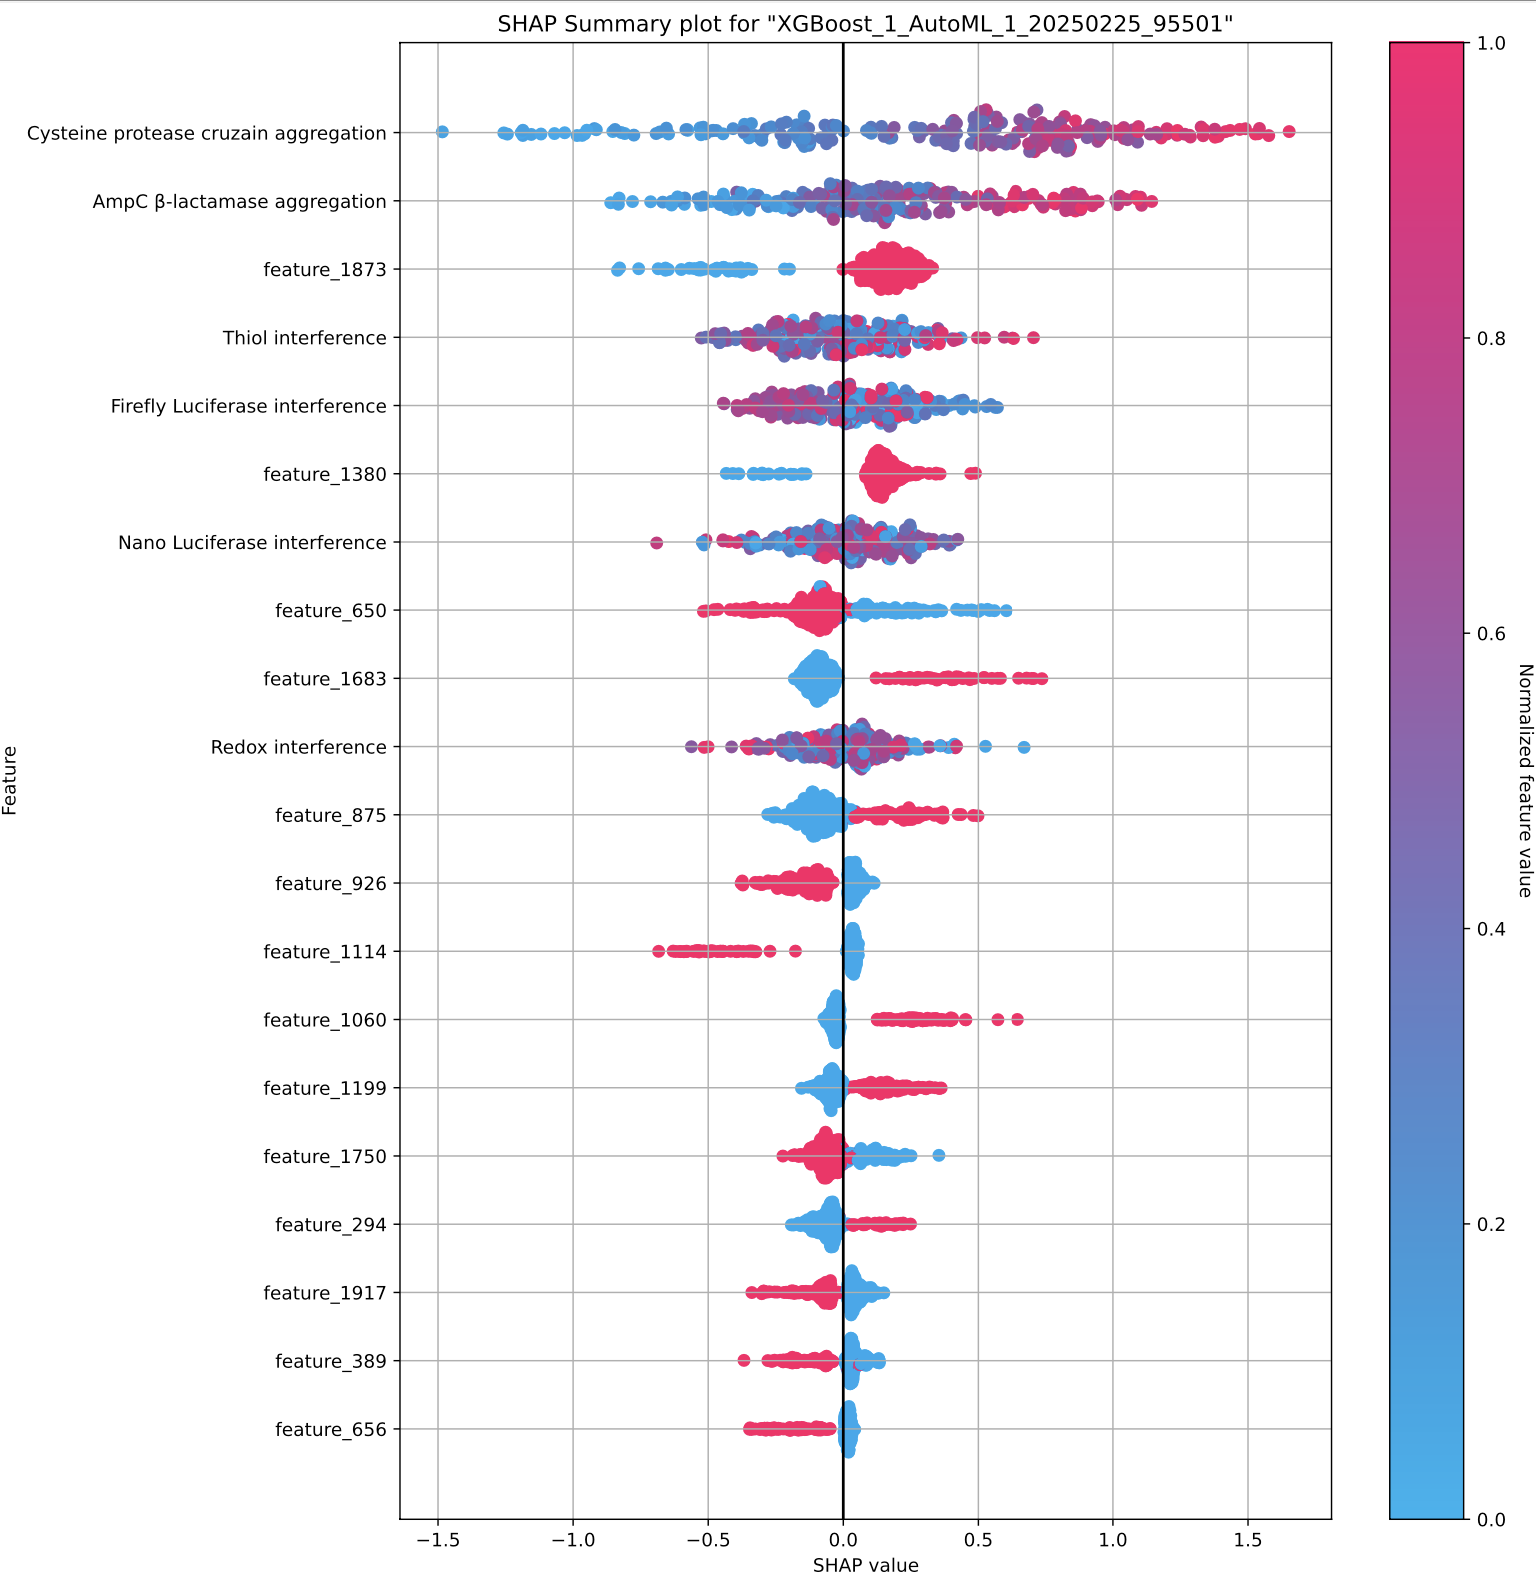 SHAP Summary plot for "XGBoost_1_AutoML_1_20250225_95501"
Feature
Cysteine protease cruzain aggregation
AmpC β-lactamase aggregation
feature_1873
Thiol interference
Firefly Luciferase interference
feature_1380
Nano Luciferase interference
feature_650
feature_1683
Redox interference
feature_875
feature_926
feature_1114
feature_1060
feature_1199
feature_1750
feature_294
feature_1917
feature_389
feature_656
−1.5 −1.0 −0.5 0.0 0.5 1.0 1.5
SHAP value
1.0
0.8
0.6
0.4
0.2
0.0
Normalized feature value